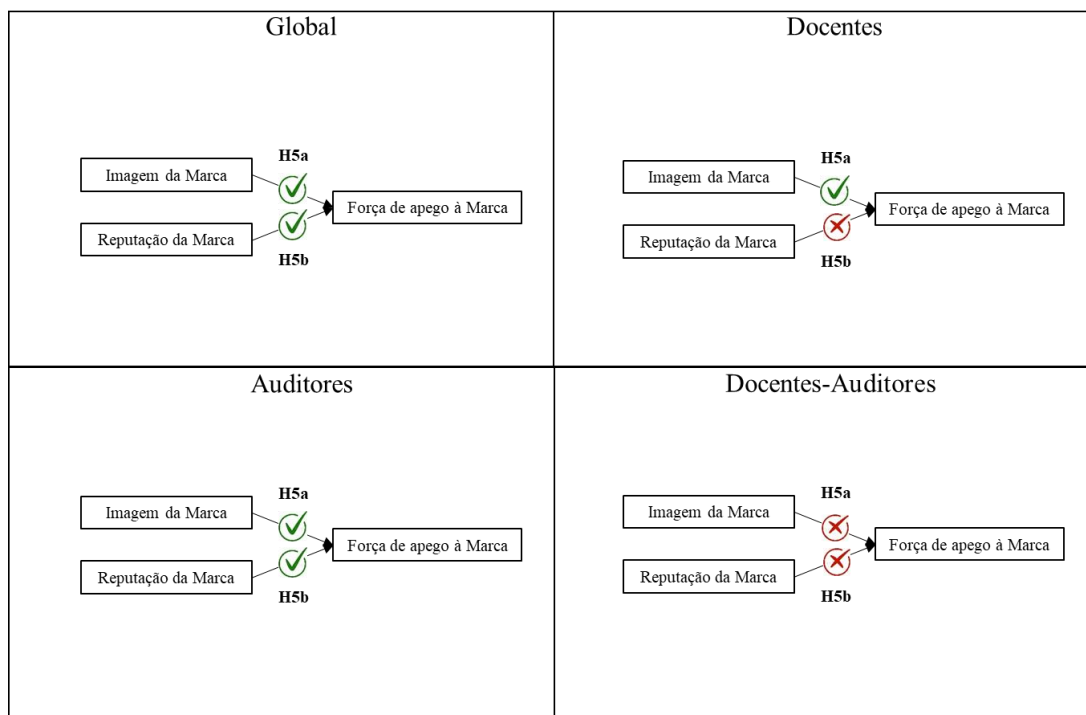 Global
H5a
Imagem da Marca
Força de apego à Marca
Reputação da Marca
H5b
Docentes
H5a
Imagem da Marca
Força de apego à Marca
Reputação da Marca
H5b
Auditores
H5a
Imagem da Marca
Força de apego à Marca
Reputação da Marca
H5b
Docentes-Auditores
H5a
Imagem da Marca
Força de apego à Marca
Reputação da Marca
H5b